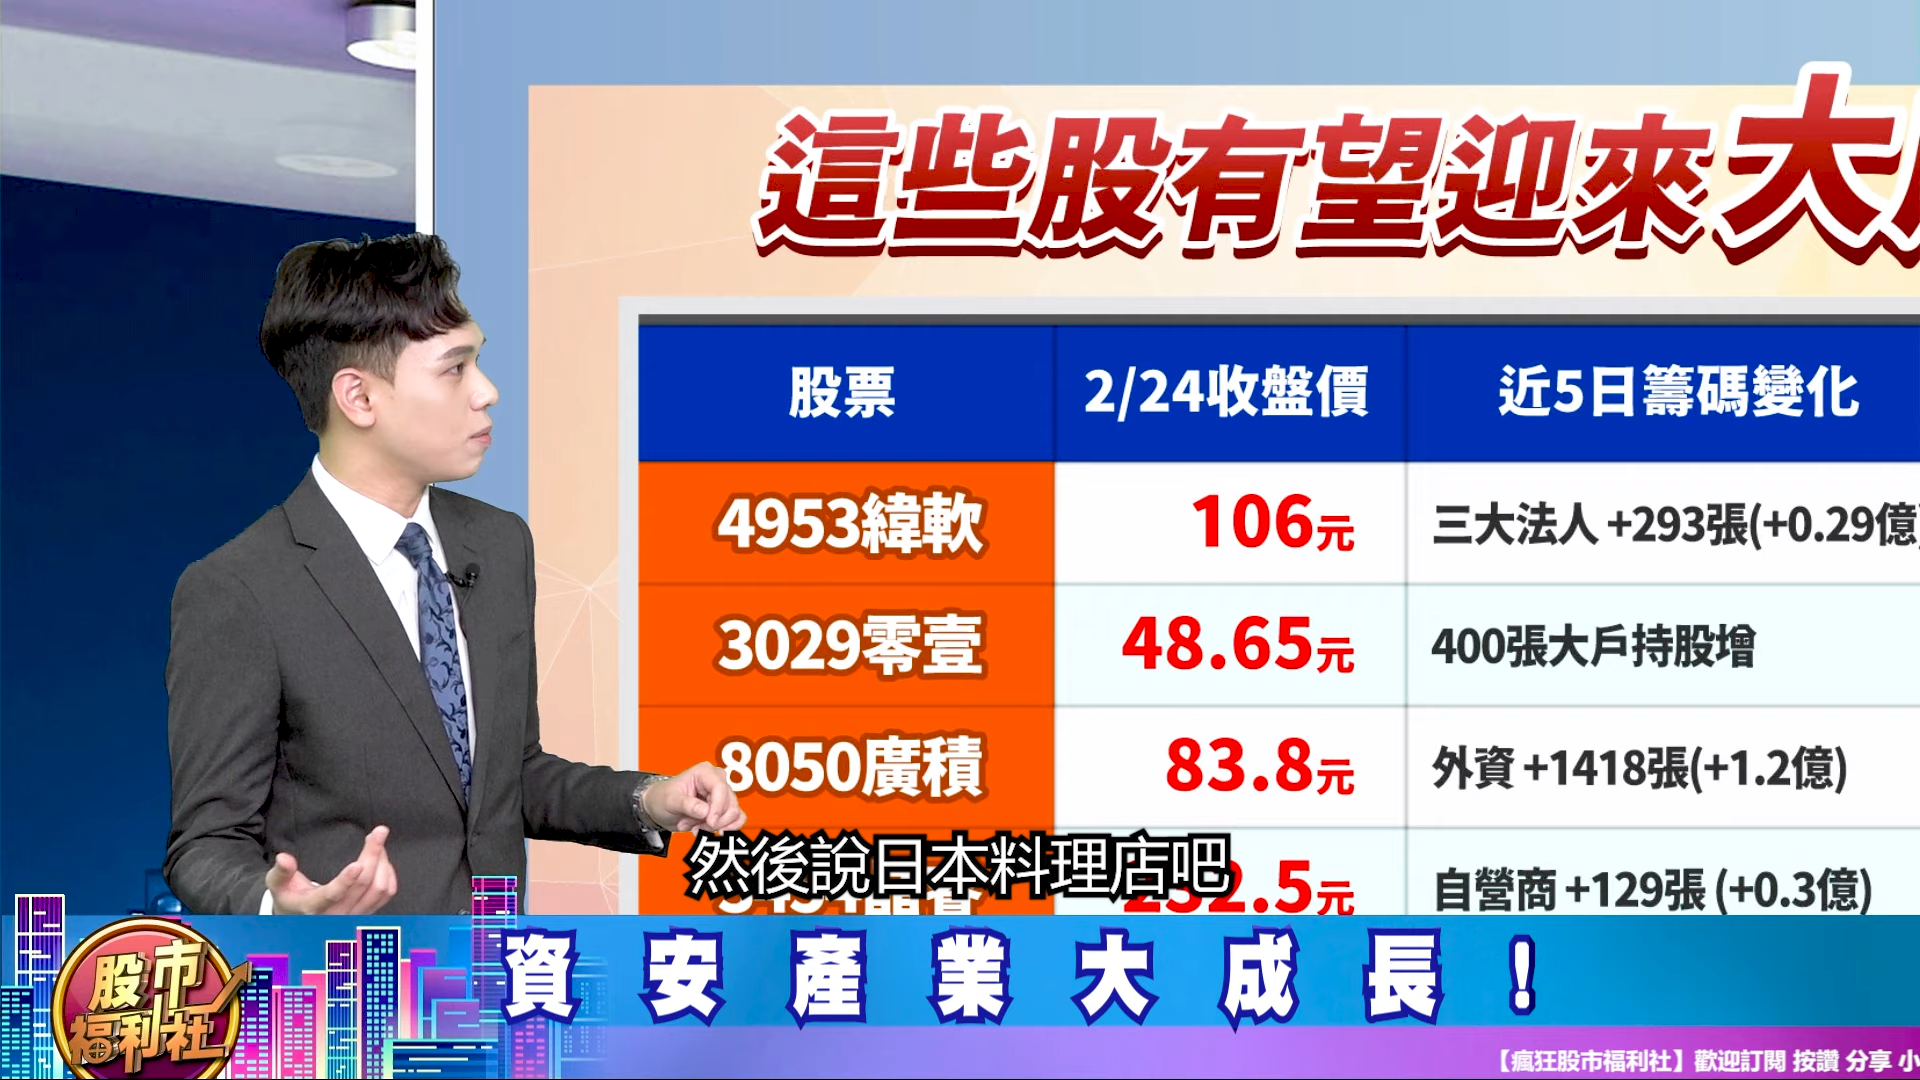 這些股有望迎來大
股票 2/24收盤價 近5日籌碼變化
4953緯軟 106元 三大法人 +293張(+0.29億)
3029零壹 48.65元 400張大戶持股增
8050廣積 83.8元 外資 +1418張(+1.2億)
232.5元 自營商 +129張 (+0.3億)
然後說日本料理店吧
資安產業大成長!
股市福利社
【瘋狂股市福利社】歡迎訂閱 按讚 分享 小